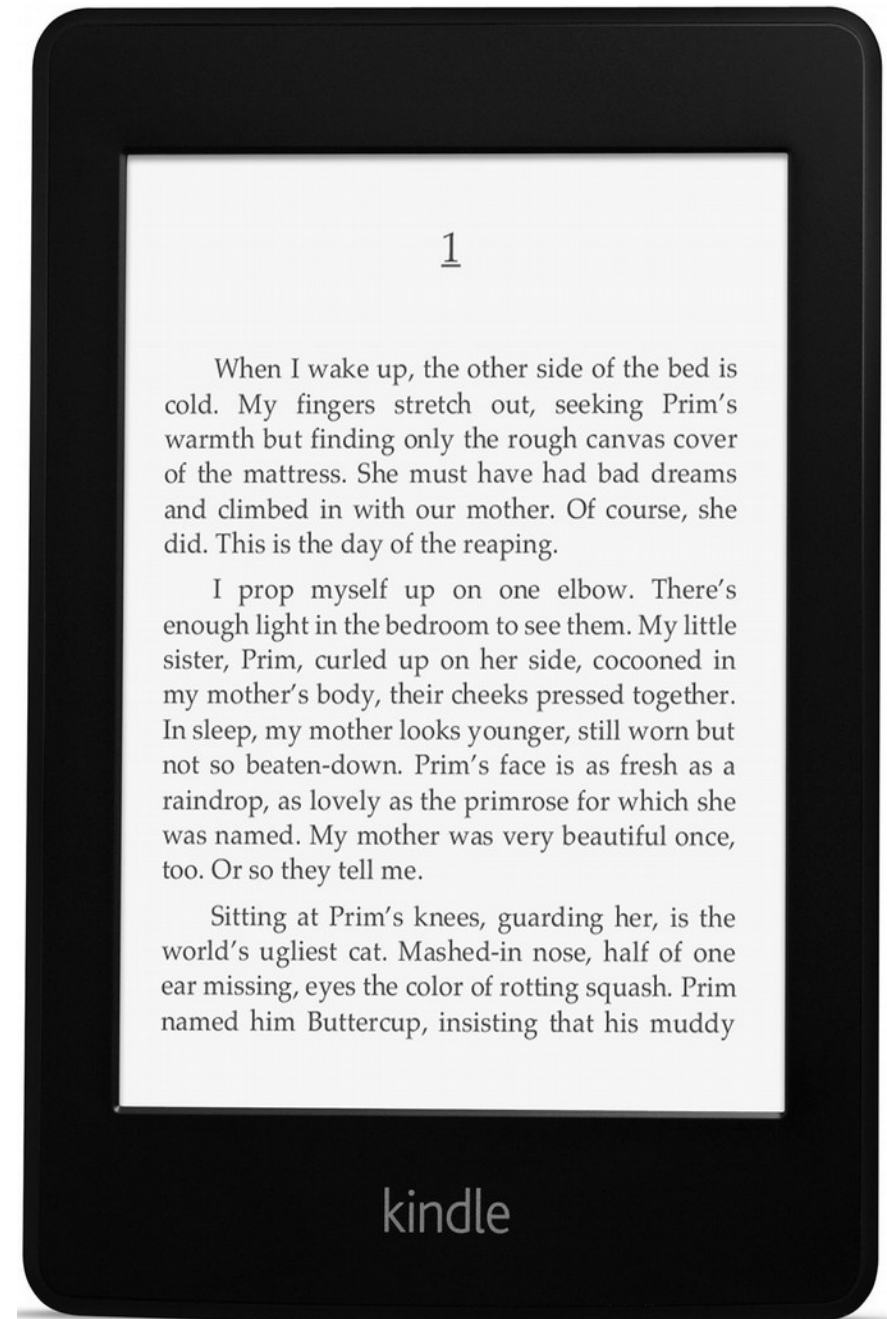 1
When I wake up, the other side of the bed is
cold. My fingers stretch out, seeking Prim's
warmth but finding only the rough canvas cover
of the mattress. She must have had bad dreams
and climbed in with our mother. Of course, she
did. This is the day of the reaping.
I prop myself up on one elbow. There's
enough light in the bedroom to see them. My little
sister, Prim, curled up on her side, cocooned in
my mother's body, their cheeks pressed together.
In sleep, my mother looks younger, still worn but
not so beaten-down. Prim's face is as fresh as a
raindrop, as lovely as the primrose for which she
was named. My mother was very beautiful once,
too. Or so they tell me.
Sitting at Prim's knees, guarding her, is the
world's ugliest cat. Mashed-in nose, half of one
ear missing, eyes the color of rotting squash. Prim
named him Buttercup, insisting that his muddy
kindle